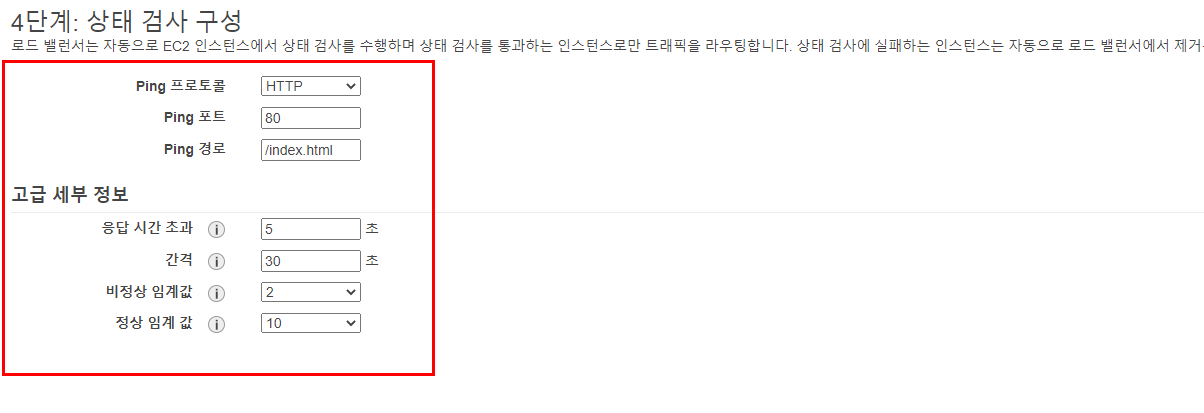 4단계: 상태 검사 구성
로드 밸런서는 자동으로 EC2 인스턴스에서 상태 검사를 수행하며 상태 검사를 통과하는 인스턴스로만 트래픽을 라우팅합니다. 상태 검사에 실패하는 인스턴스는 자동으로 로드 밸런서에서 제거
Ping 프로토콜 HTTP
Ping 포트 80
Ping 경로 /index.html
고급 세부 정보
응답 시간 초과 i 5 초
간격 i 30 초
비정상 임계값 i 2
정상 임계 값 i 10